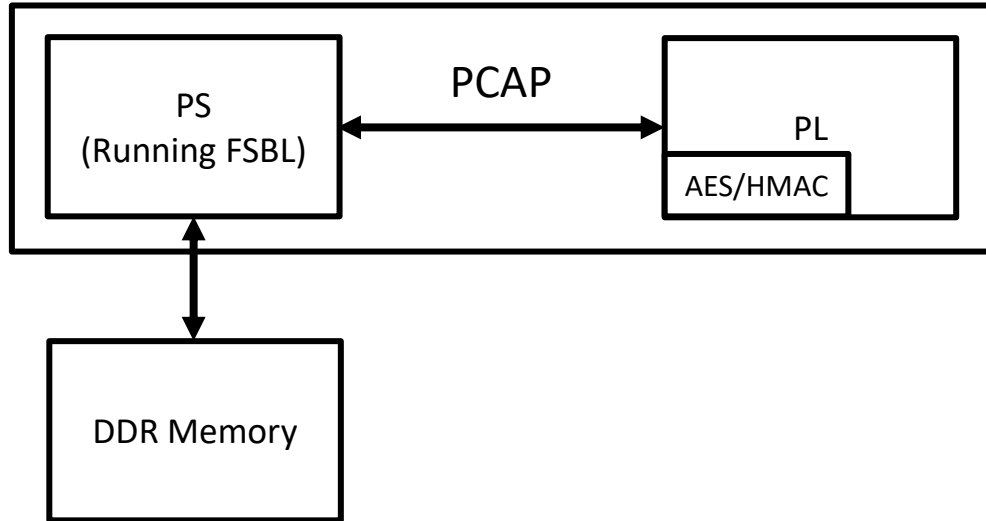 PS
(Running FSBL)
PCAP
PL
AES/HMAC
DDR Memory